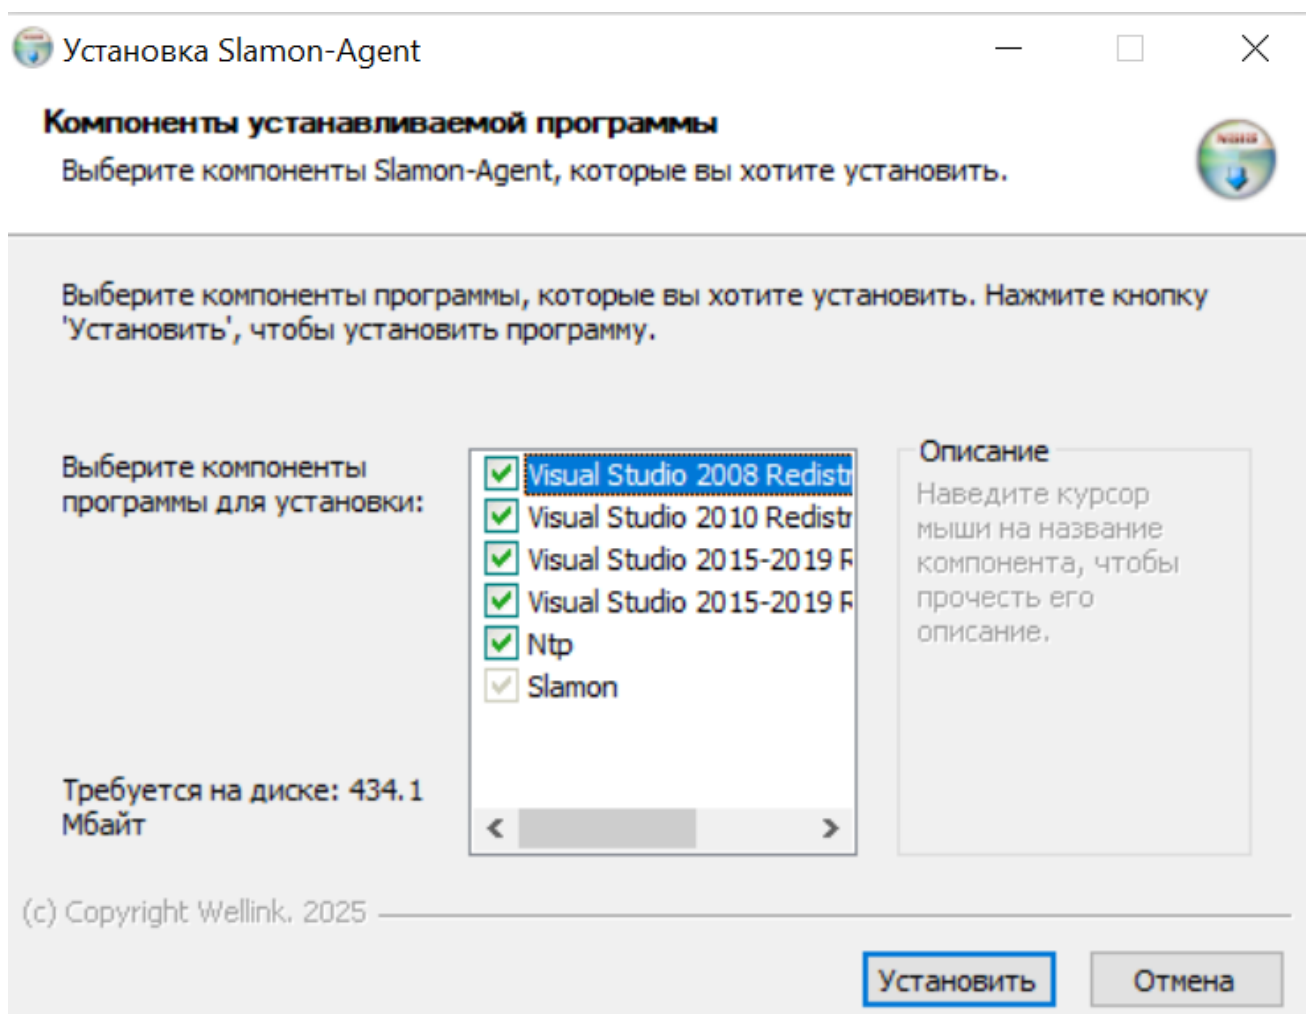 Установка Slamon-Agent
Компоненты устанавливаемой программы
Выберите компоненты Slamon-Agent, которые вы хотите установить.
NSIS
Выберите компоненты программы, которые вы хотите установить. Нажмите кнопку
'Установить', чтобы установить программу.
Выберите компоненты
программы для установки:
Visual Studio 2008 Redistr
Visual Studio 2010 Redistr
Visual Studio 2015-2019 R
Visual Studio 2015-2019 R
Ntp
Slamon
Описание
Наведите курсор
мыши на название
компонента, чтобы
прочесть его
описание.
Требуется на диске: 434.1
Мбайт
(c) Copyright Wellink. 2025
Установить
Отмена